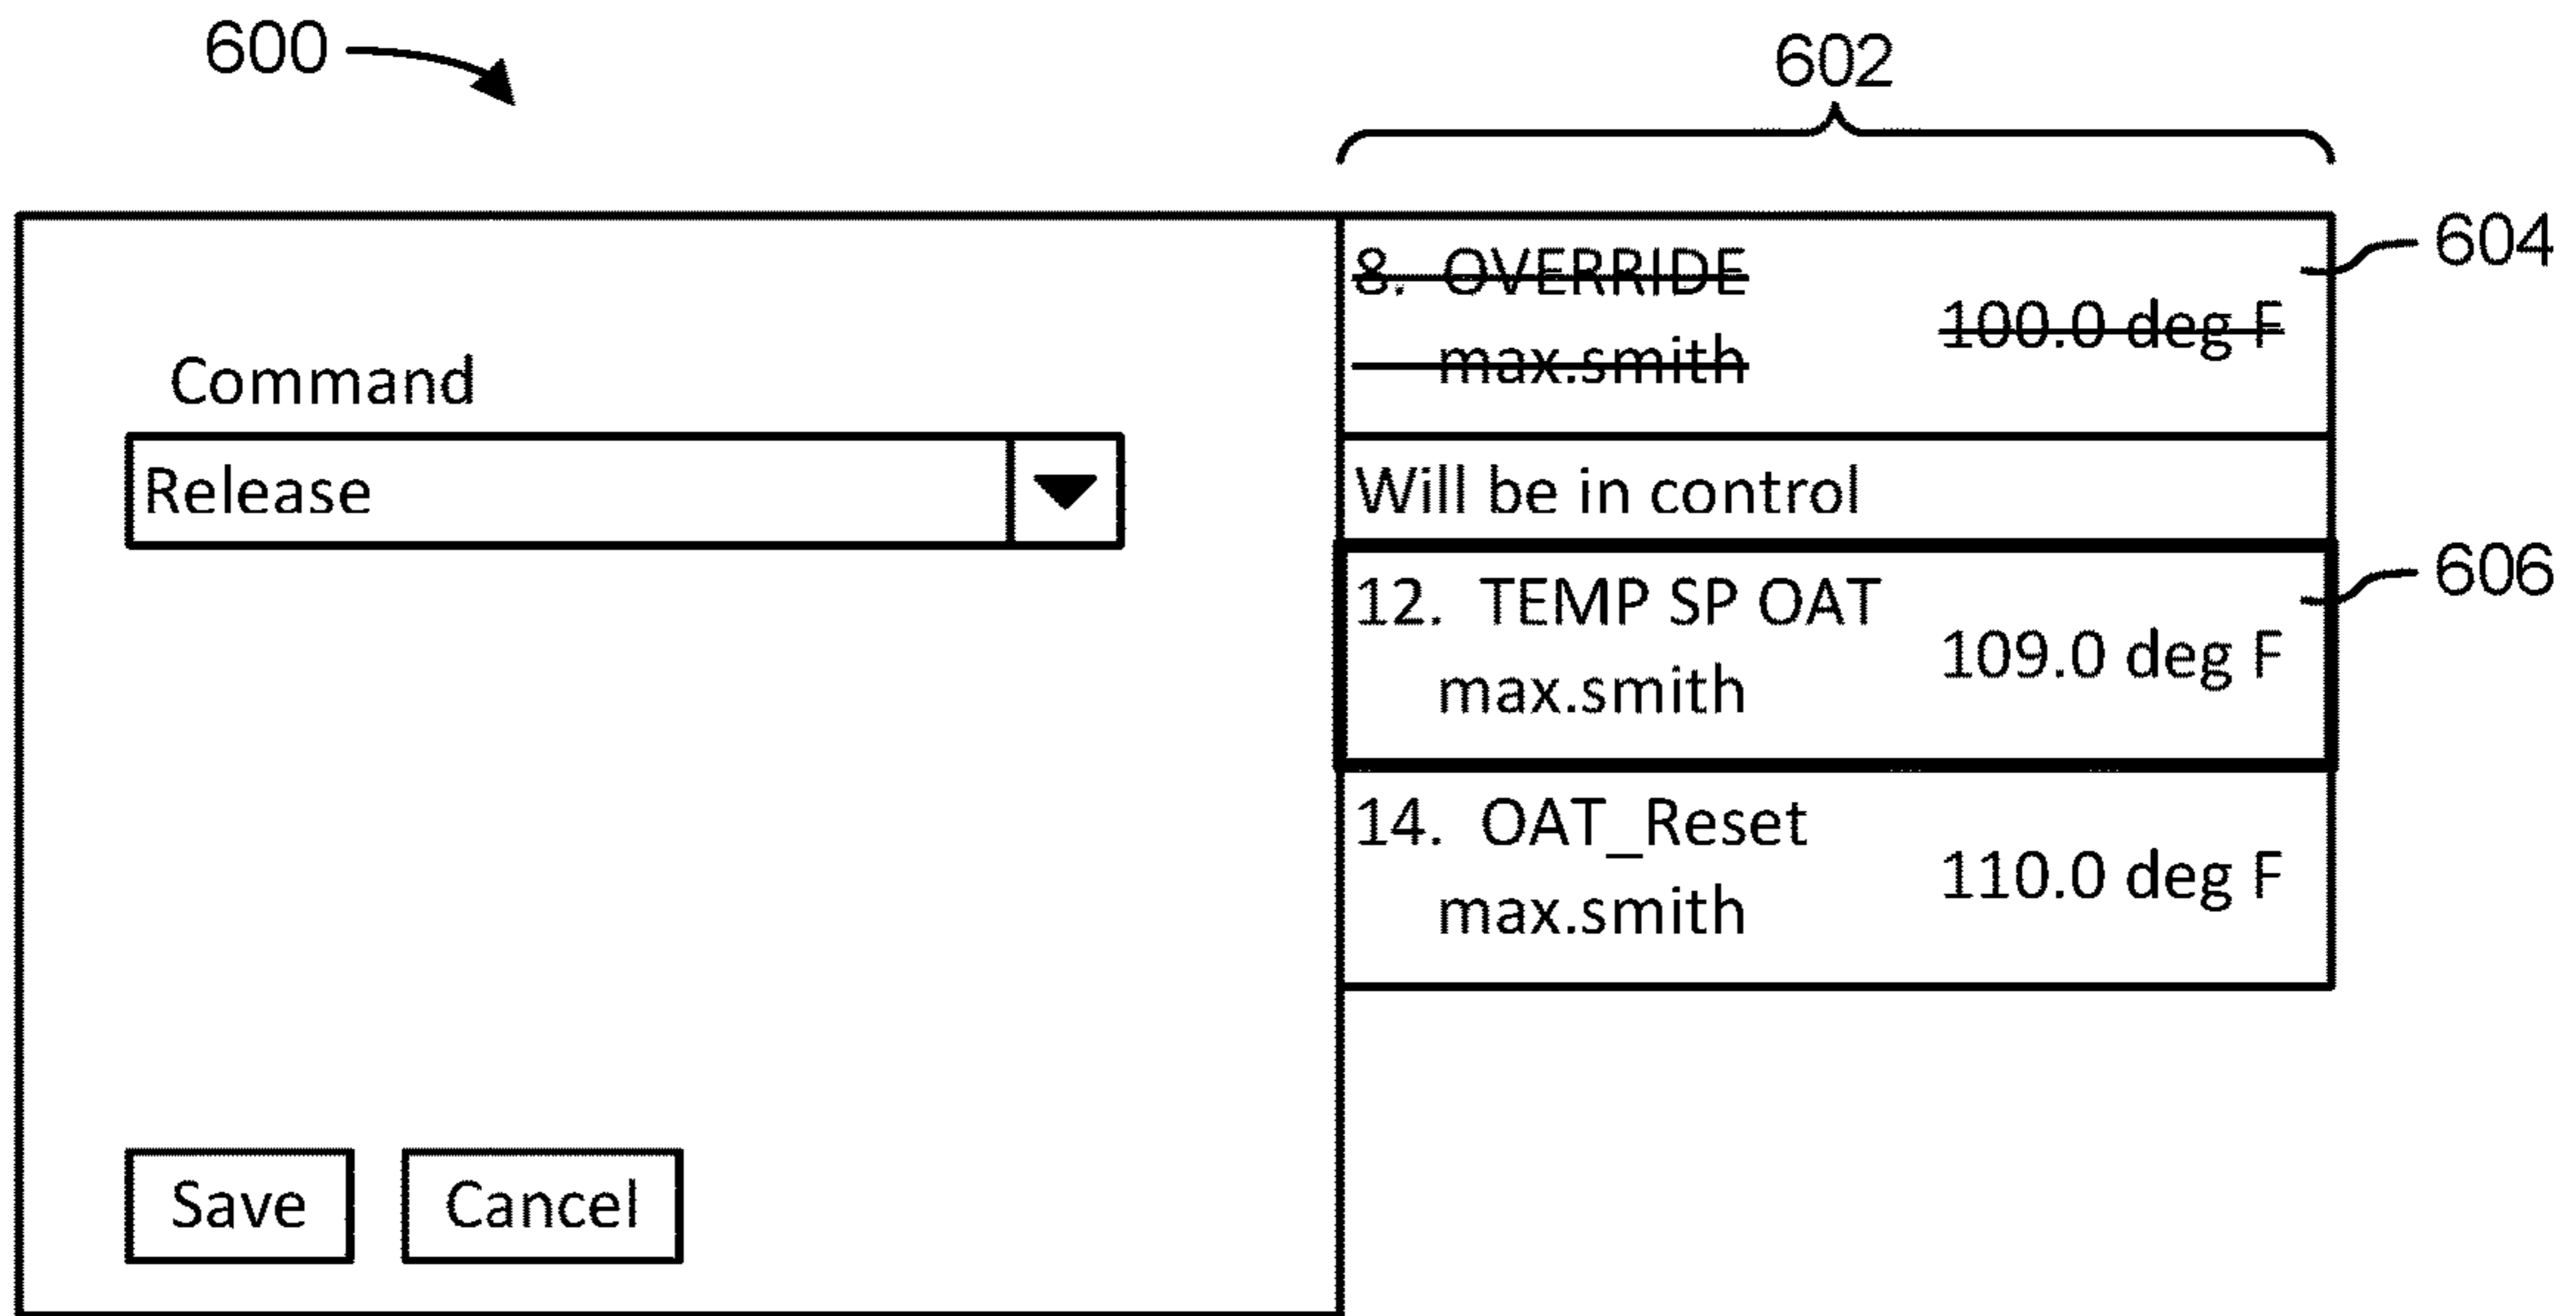 600
602
Command
Release
Save
Cancel
8. OVERRIDE
max.smith
100.0 deg F
604
Will be in control
12. TEMP SP OAT
max.smith
109.0 deg F
606
14. OAT_Reset
max.smith
110.0 deg F